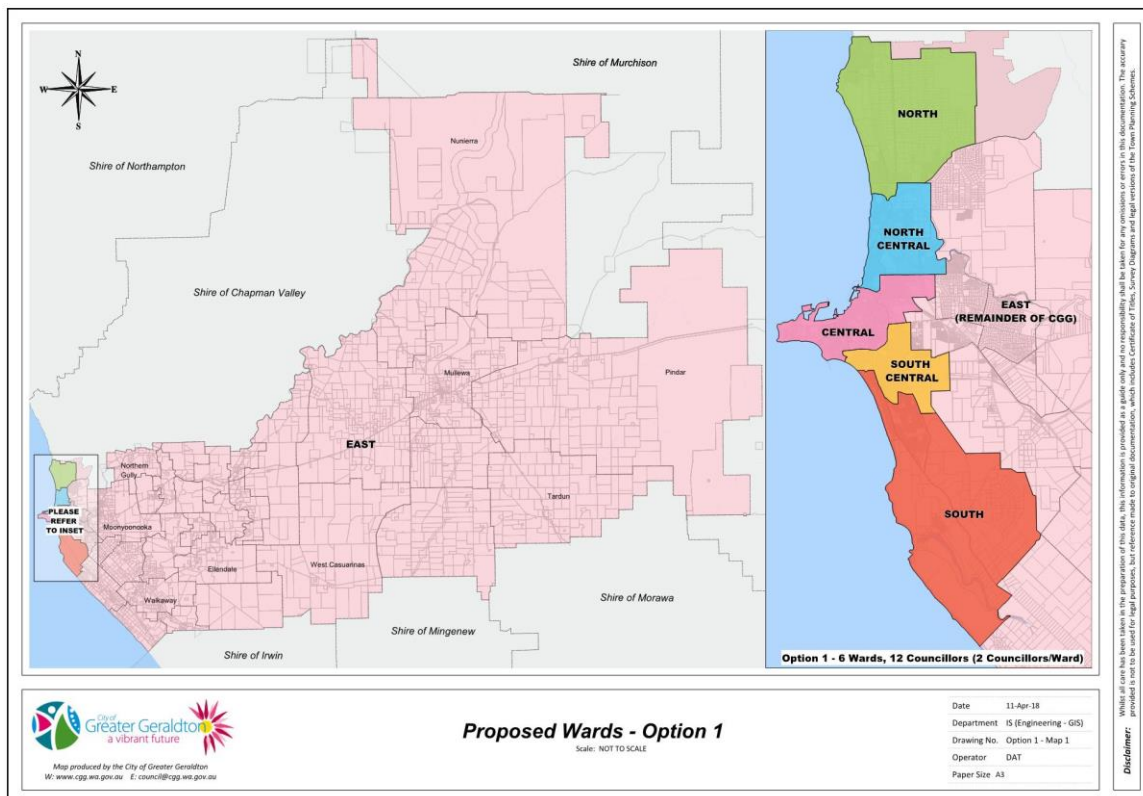 N
W
E
S
Shire of Murchison
Shire of Northampton
Nunierra
Shire of Chapman Valley
Mullewa
Pindar
EAST
Northern
Gully
PLEASE
REFER
TO INSET
Moonyoonooka
Tardun
Ellendale
West Casuarinas
Walkaway
Shire of Morawa
Shire of Mingenew
Shire of Irwin
NORTH
NORTH
CENTRAL
EAST
(REMAINDER OF CGG)
CENTRAL
SOUTH
CENTRAL
SOUTH
Option 1 - 6 Wards, 12 Councillors (2 Councillors/Ward)
City of
Greater Geraldton
a vibrant future
Map produced by the City of Greater Geraldton
W: www.cgg.wa.gov.au E: council@cgg.wa.gov.au
Proposed Wards - Option 1
Scale: NOT TO SCALE
Date 11-Apr-18
Department IS (Engineering - GIS)
Drawing No. Option 1 - Map 1
Operator DAT
Paper Size A3
Disclaimer: Whilst all care has been taken in the preparation of this data, this information is provided as a guide only and no responsibility shall be taken for any omissions or errors in this documentation. The accurary
provided is not to be used for legal purposes, but reference made to original documentation, which includes Certificate of Titles, Survey Diagrams and legal versions of the Town Planning Schemes.